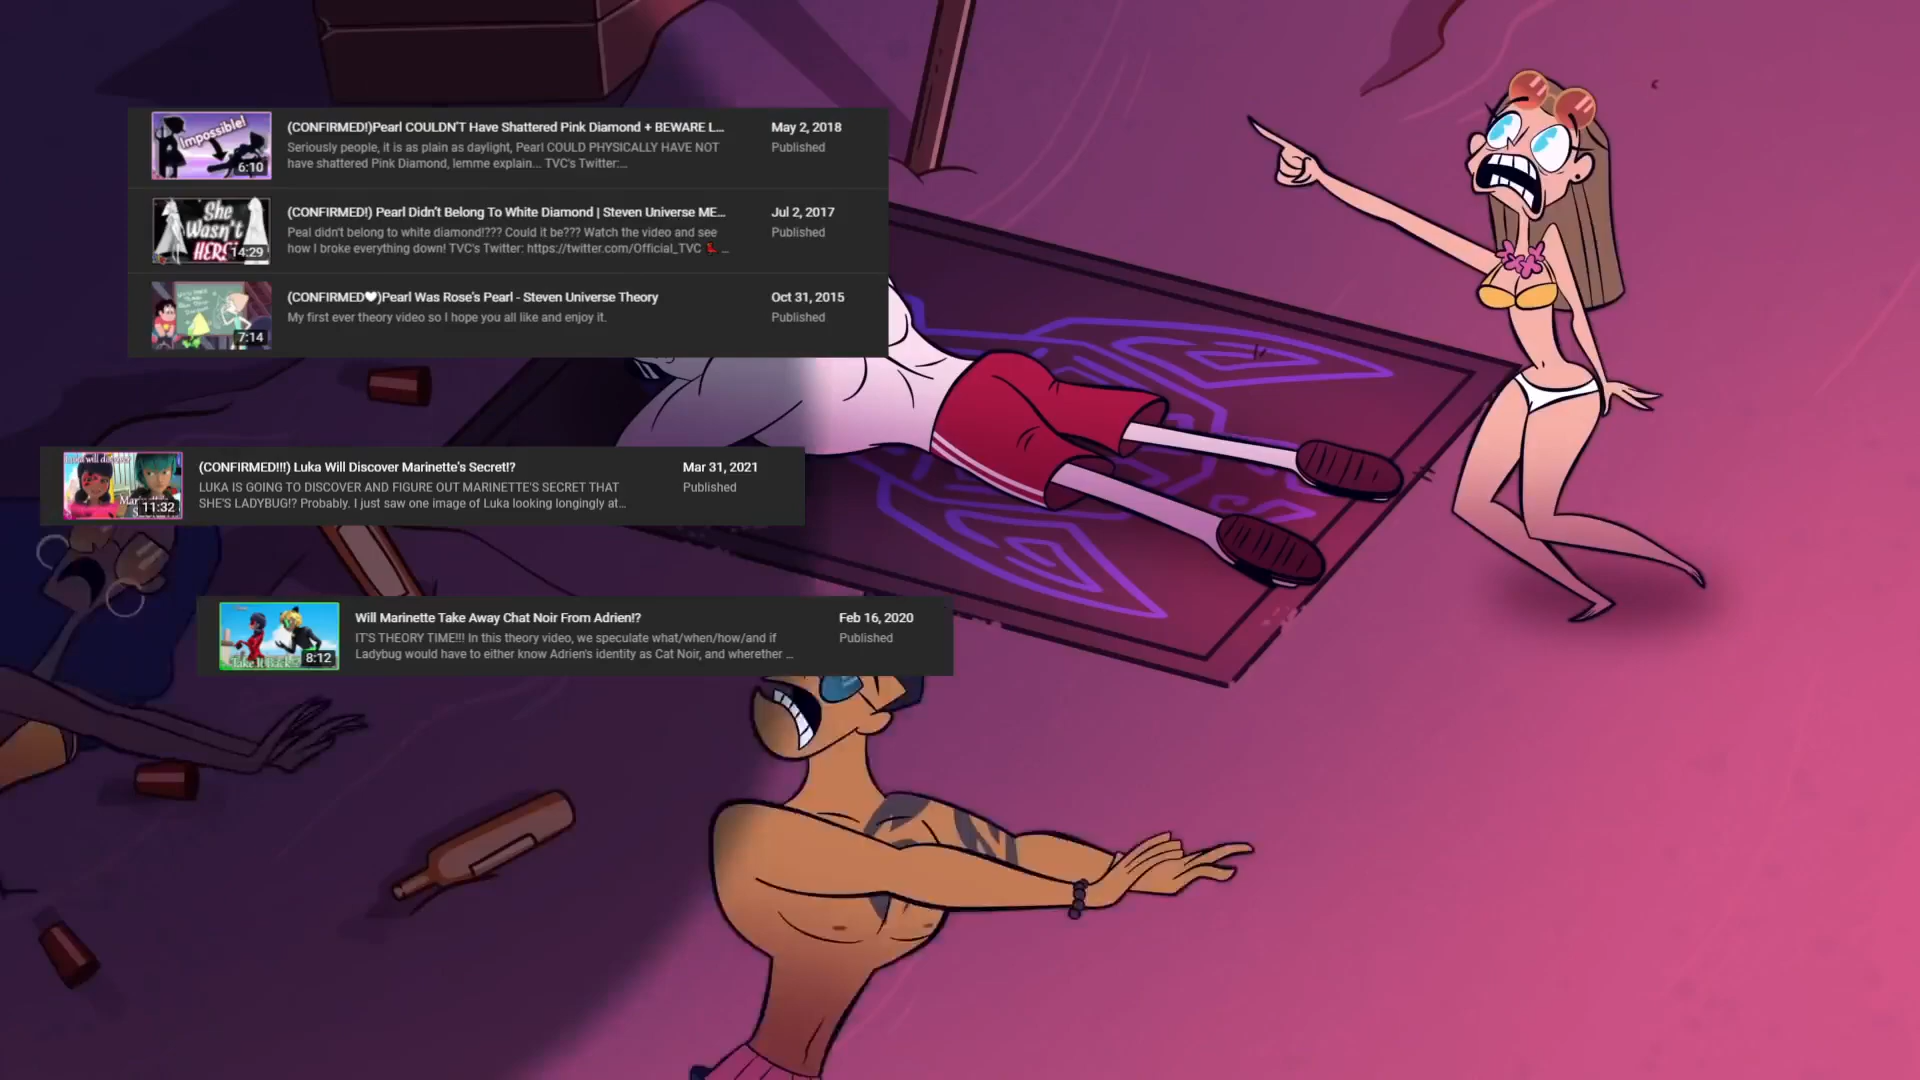 Impossible!
6:10
(CONFIRMED!)Pearl COULDN'T Have Shattered Pink Diamond + BEWARE L...
May 2, 2018
Seriously people, it is as plain as daylight, Pearl COULD PHYSICALLY HAVE NOT
Published
have shattered Pink Diamond, lemme explain... TVC's Twitter:...
She
Wasn't
HERS
14:29
(CONFIRMED!) Pearl Didn't Belong To White Diamond | Steven Universe ME...
Jul 2, 2017
Peal didn't belong to white diamond!??? Could it be??? Watch the video and see
Published
how I broke everything down! TVC's Twitter: https://twitter.com/Official_TVC 💃 ...
7:14
(CONFIRMED♥)Pearl Was Rose's Pearl - Steven Universe Theory
Oct 31, 2015
My first ever theory video so I hope you all like and enjoy it.
Published
will discover
11:32
(CONFIRMED!!!) Luka Will Discover Marinette's Secret!?
Mar 31, 2021
LUKA IS GOING TO DISCOVER AND FIGURE OUT MARINETTE'S SECRET THAT
Published
SHE'S LADYBUG!? Probably. I just saw one image of Luka looking longingly at...
Take It Back?
8:12
Will Marinette Take Away Chat Noir From Adrien!?
Feb 16, 2020
IT'S THEORY TIME!!! In this theory video, we speculate what/when/how/and if
Published
Ladybug would have to either know Adrien's identity as Cat Noir, and wherether ...